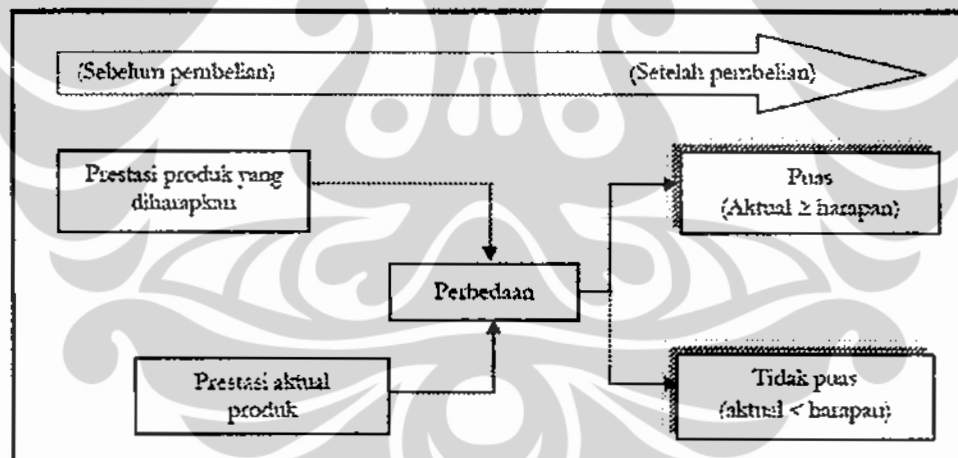 (Sebelum pembelian)
(Setelah pembelian)
Prestasi produk yang
diharapkan
Puas
(Aktual ≥ harapan)
Perbedaan
Prestasi aktual
produk
Tidak puas
(aktual < harapan)